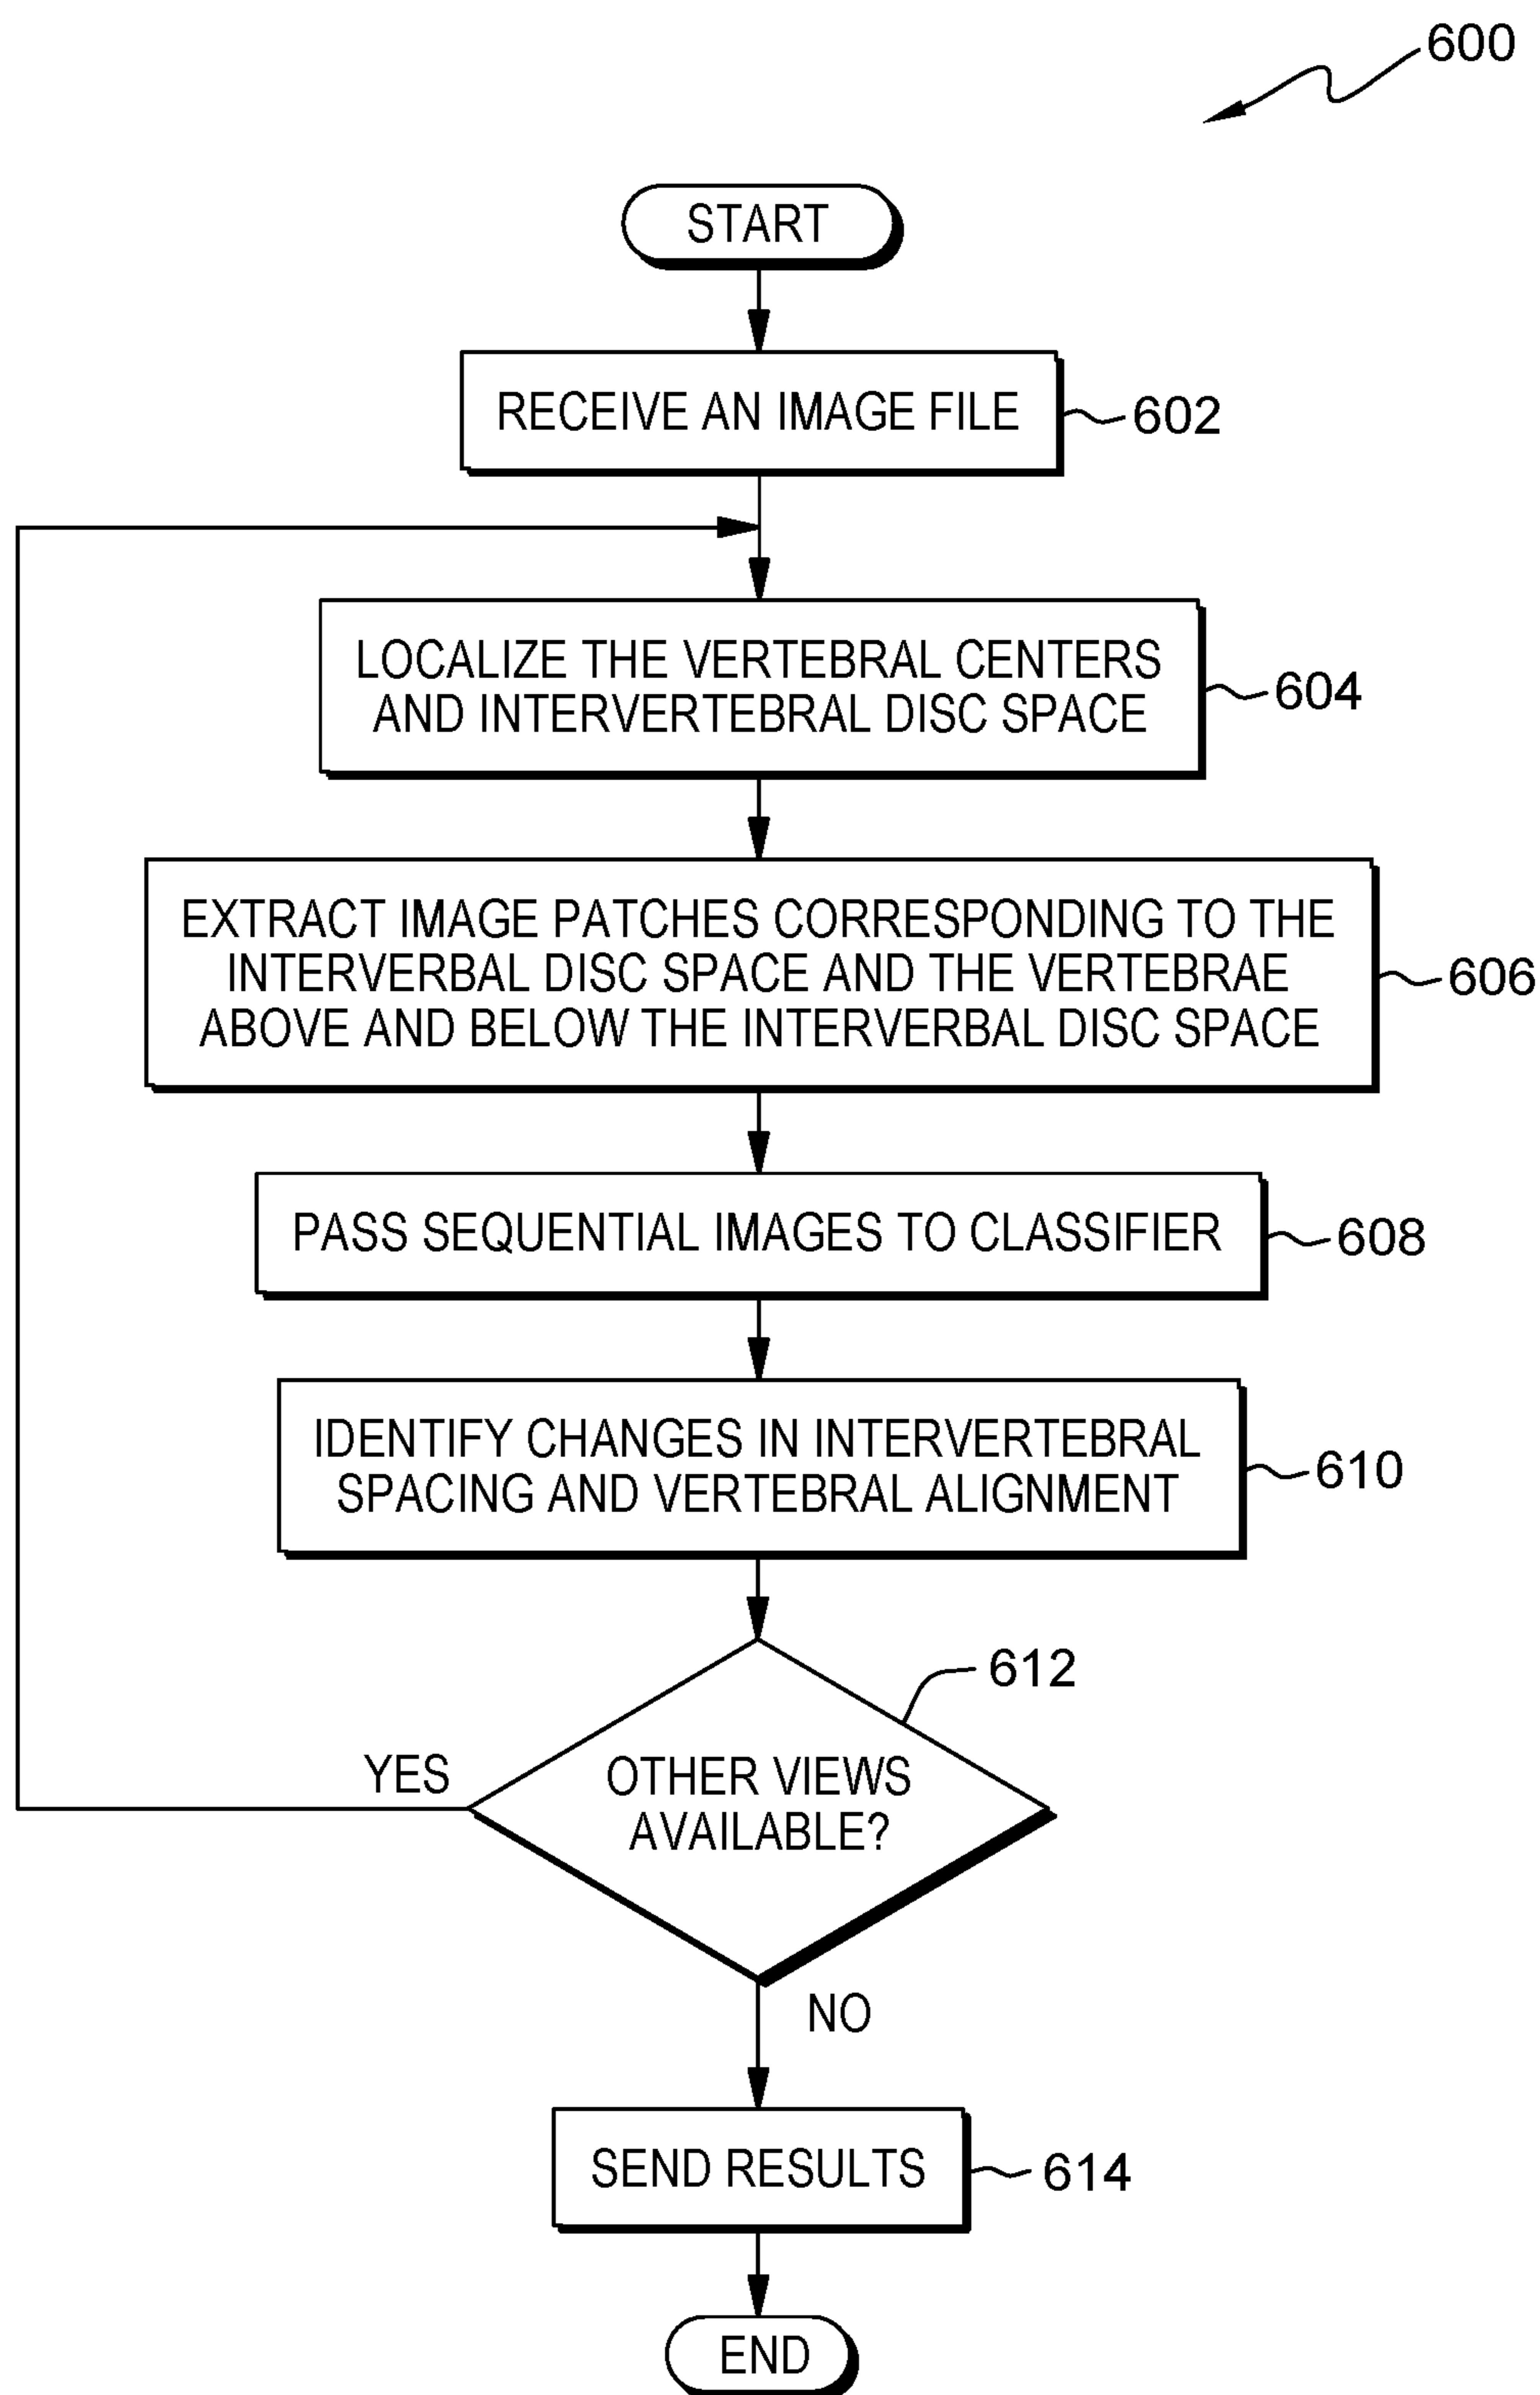 600
START
RECEIVE AN IMAGE FILE
602
LOCALIZE THE VERTEBRAL CENTERS
AND INTERVERTEBRAL DISC SPACE
604
EXTRACT IMAGE PATCHES CORRESPONDING TO THE
INTERVERBAL DISC SPACE AND THE VERTEBRAE
ABOVE AND BELOW THE INTERVERBAL DISC SPACE
606
PASS SEQUENTIAL IMAGES TO CLASSIFIER
608
IDENTIFY CHANGES IN INTERVERTEBRAL
SPACING AND VERTEBRAL ALIGNMENT
610
612
YES
OTHER VIEWS
AVAILABLE?
NO
SEND RESULTS
614
END